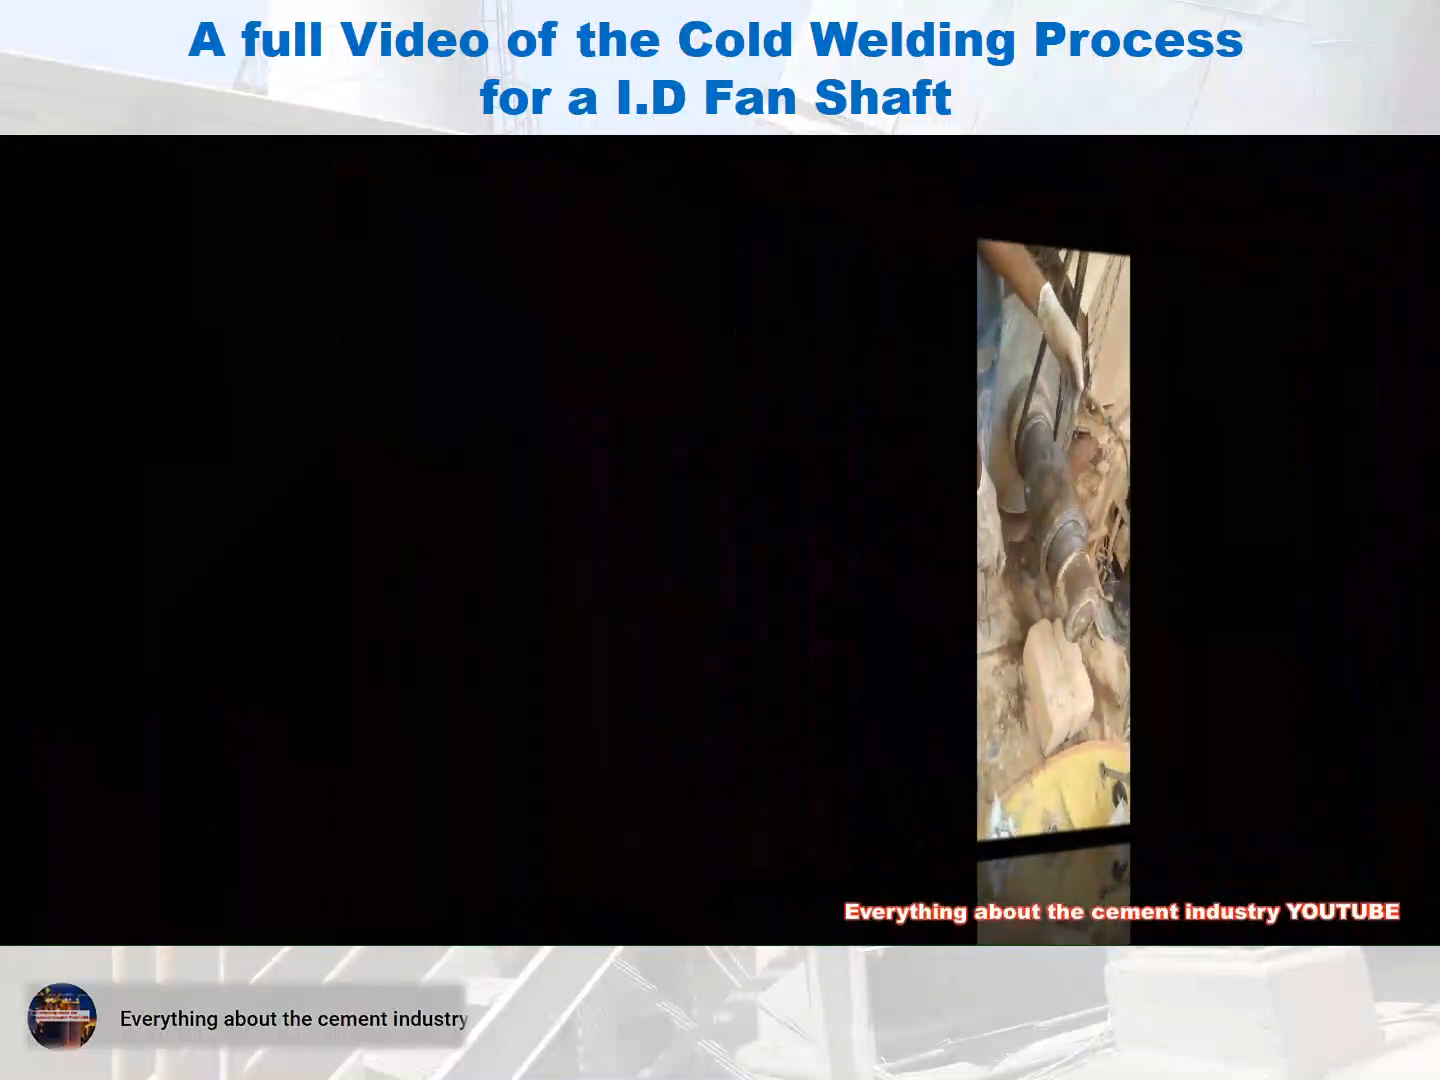 A full Video of the Cold Welding Process
for a I.D Fan Shaft
Everything about the cement industry YOUTUBE
Everything about the cement industry